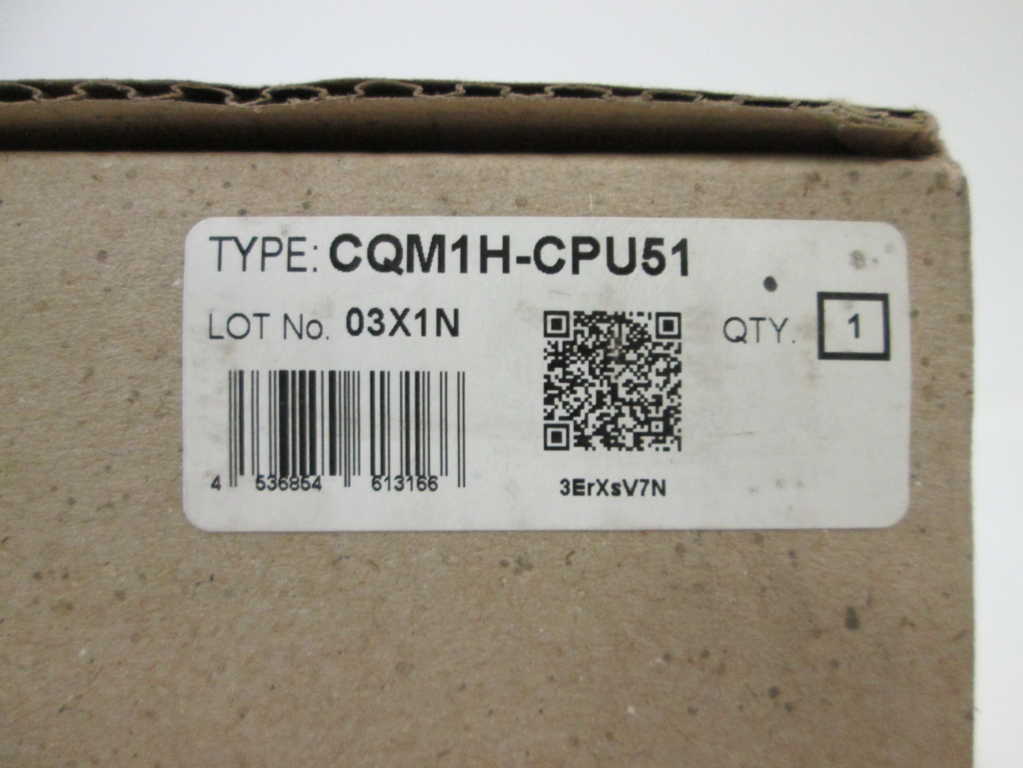 TYPE: CQM1H-CPU51
LOT No. 03X1N
QTY. 1
4 536854 613166
3ErXsV7N